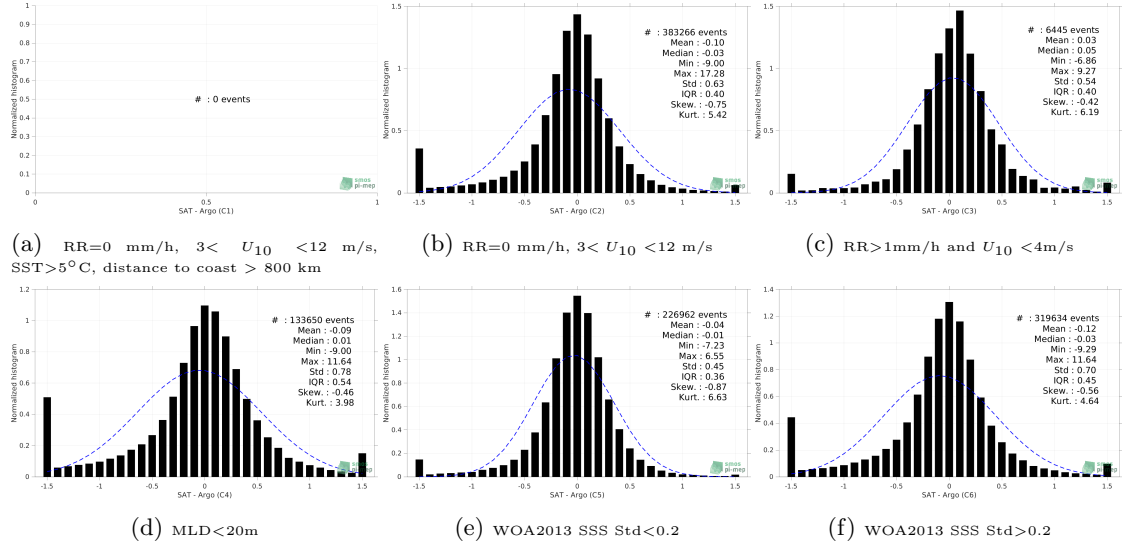 Normalized histogram
1
0.9
0.8
0.7
0.6
0.5
0.4
0.3
0.2
0.1
0
# : 0 events
smos
pi-mep
0 0.5 1
SAT - Argo (C1)
(a) RR=0 mm/h, 3< U10 <12 m/s,
SST>5°C, distance to coast > 800 km
Normalized histogram
1.5
1
0.5
0
# : 383266 events
Mean : -0.10
Median : -0.03
Min : -9.00
Max : 17.28
Std : 0.63
IQR : 0.40
Skew. : -0.75
Kurt. : 5.42
smos
pi-mep
-1.5 -1 -0.5 0 0.5 1 1.5
SAT - Argo (C2)
(b) RR=0 mm/h, 3< U10 <12 m/s
Normalized histogram
1.5
1
0.5
0
# : 6445 events
Mean : 0.03
Median : 0.05
Min : -6.86
Max : 9.27
Std : 0.54
IQR : 0.40
Skew. : -0.42
Kurt. : 6.19
smos
pi-mep
-1.5 -1 -0.5 0 0.5 1 1.5
SAT - Argo (C3)
(c) RR>1mm/h and U10 <4m/s
Normalized histogram
1.2
1
0.8
0.6
0.4
0.2
0
# : 133650 events
Mean : -0.09
Median : 0.01
Min : -9.00
Max : 11.64
Std : 0.78
IQR : 0.54
Skew. : -0.46
Kurt. : 3.98
smos
pi-mep
-1.5 -1 -0.5 0 0.5 1 1.5
SAT - Argo (C4)
(d) MLD<20m
Normalized histogram
1.6
1.4
1.2
1
0.8
0.6
0.4
0.2
0
# : 226962 events
Mean : -0.04
Median : -0.01
Min : -7.23
Max : 6.55
Std : 0.45
IQR : 0.36
Skew. : -0.87
Kurt. : 6.63
smos
pi-mep
-1.5 -1 -0.5 0 0.5 1 1.5
SAT - Argo (C5)
(e) WOA2013 SSS Std<0.2
Normalized histogram
1.4
1.2
1
0.8
0.6
0.4
0.2
0
# : 319634 events
Mean : -0.12
Median : -0.03
Min : -9.29
Max : 11.64
Std : 0.70
IQR : 0.45
Skew. : -0.56
Kurt. : 4.64
smos
pi-mep
-1.5 -1 -0.5 0 0.5 1 1.5
SAT - Argo (C6)
(f) WOA2013 SSS Std>0.2